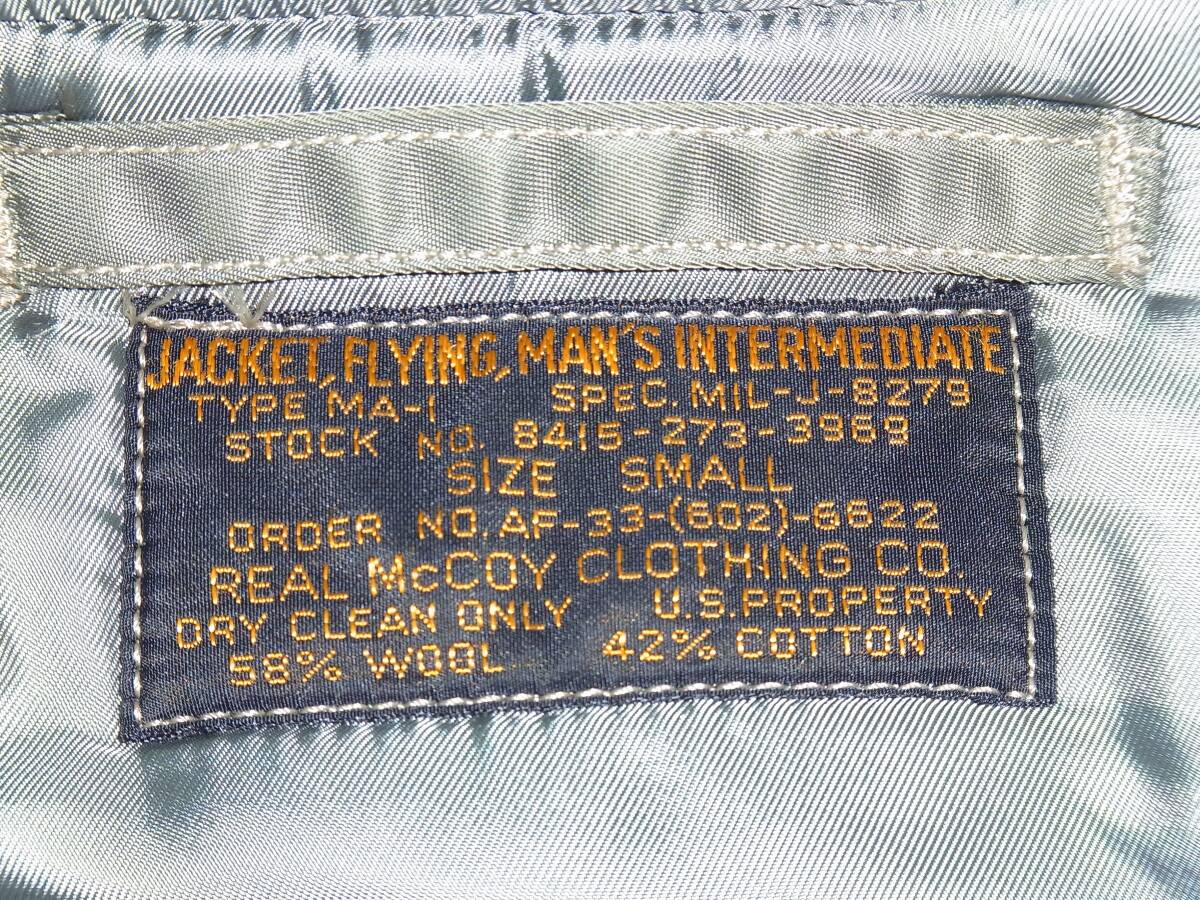 JACKET, FLYING, MAN'S INTERMEDIATE
TYPE MA-1 SPEC. MIL-J-8279
STOCK NO. 8415-273-3969
SIZE SMALL
ORDER NO. AF-33-(602)-6622
REAL McCOY CLOTHING CO.
DRY CLEAN ONLY U.S. PROPERTY
58% WOOL 42% COTTON